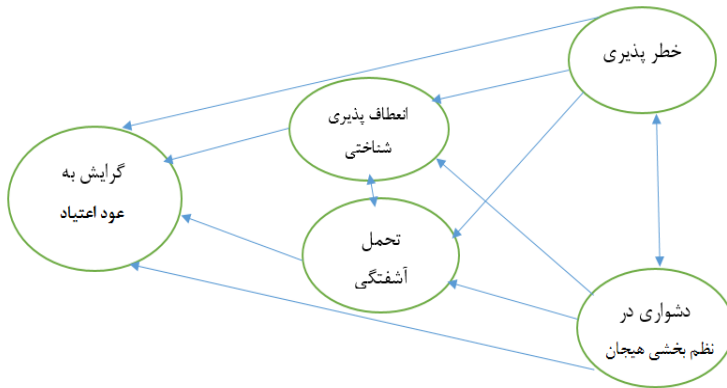 خطر پذیری
انعطاف پذیری
شناختی
گرایش به
عود اعتیاد
تحمل
آشفتگی
دشواری در
نظم بخشی هیجان